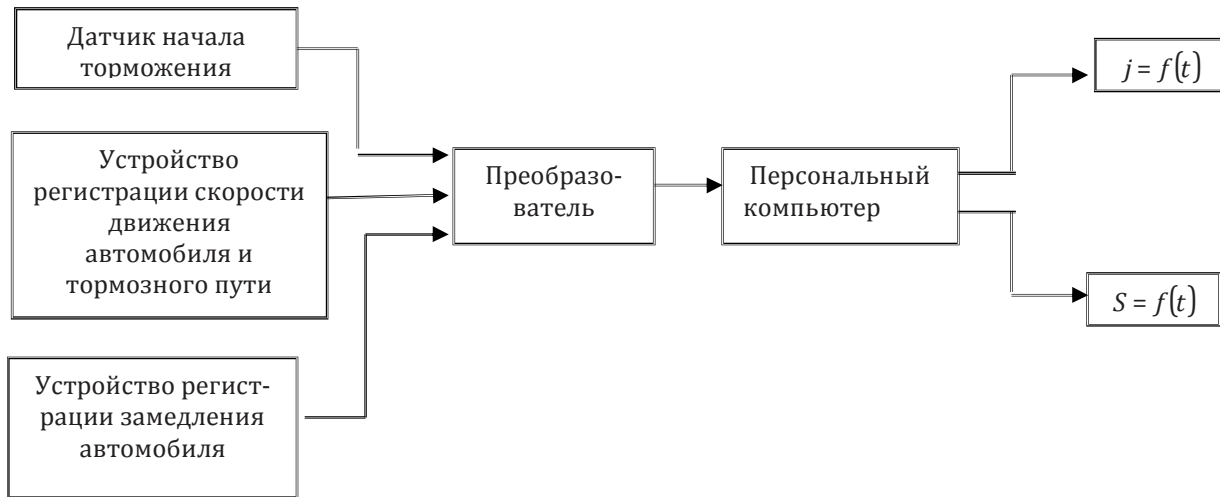 Датчик начала
торможения
Устройство
регистрации скорости
движения
автомобиля и
тормозного пути
Устройство регист-
рации замедления
автомобиля
Преобразо-
ватель
Персональный
компьютер
j = f(t)
S = f(t)